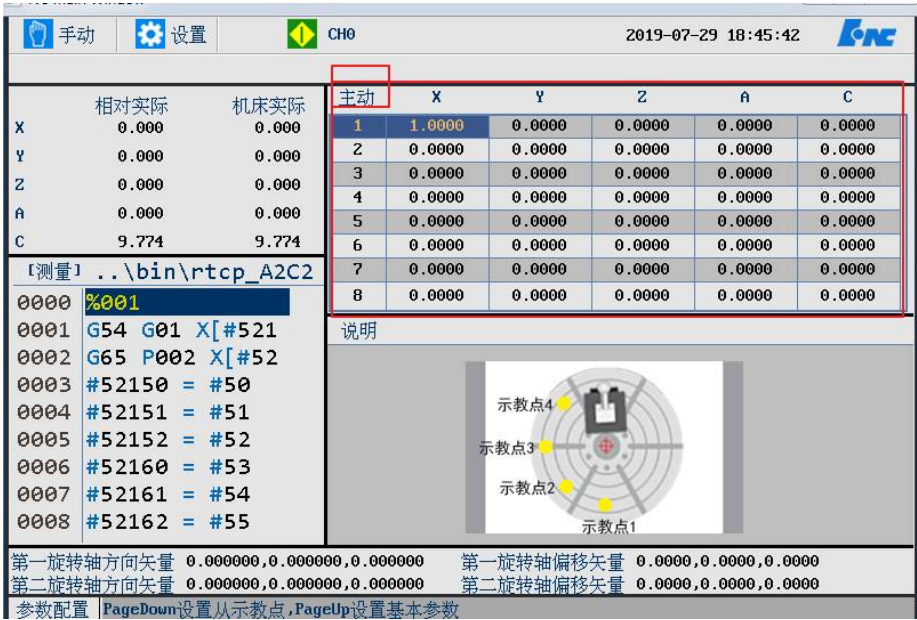 手动 设置 CH0 2019-07-29 18:45:42
相对实际 机床实际
X 0.000 0.000
Y 0.000 0.000
Z 0.000 0.000
A 0.000 0.000
C 9.774 9.774
主动 X Y Z A C
1 1.0000 0.0000 0.0000 0.0000 0.0000
2 0.0000 0.0000 0.0000 0.0000 0.0000
3 0.0000 0.0000 0.0000 0.0000 0.0000
4 0.0000 0.0000 0.0000 0.0000 0.0000
5 0.0000 0.0000 0.0000 0.0000 0.0000
6 0.0000 0.0000 0.0000 0.0000 0.0000
7 0.0000 0.0000 0.0000 0.0000 0.0000
8 0.0000 0.0000 0.0000 0.0000 0.0000
[测量] ..\bin\rtcp_A2C2
0000 %001
0001 G54 G01 X[#521
0002 G65 P002 X[#52
0003 #52150 = #50
0004 #52151 = #51
0005 #52152 = #52
0006 #52160 = #53
0007 #52161 = #54
0008 #52162 = #55
说明
示教点4
示教点3
示教点2
示教点1
第一旋转轴方向矢量 0.000000,0.000000,0.000000 第一旋转轴偏移矢量 0.0000,0.0000,0.0000
第二旋转轴方向矢量 0.000000,0.000000,0.000000 第二旋转轴偏移矢量 0.0000,0.0000,0.0000
参数配置 PageDown设置从示教点,PageUp设置基本参数